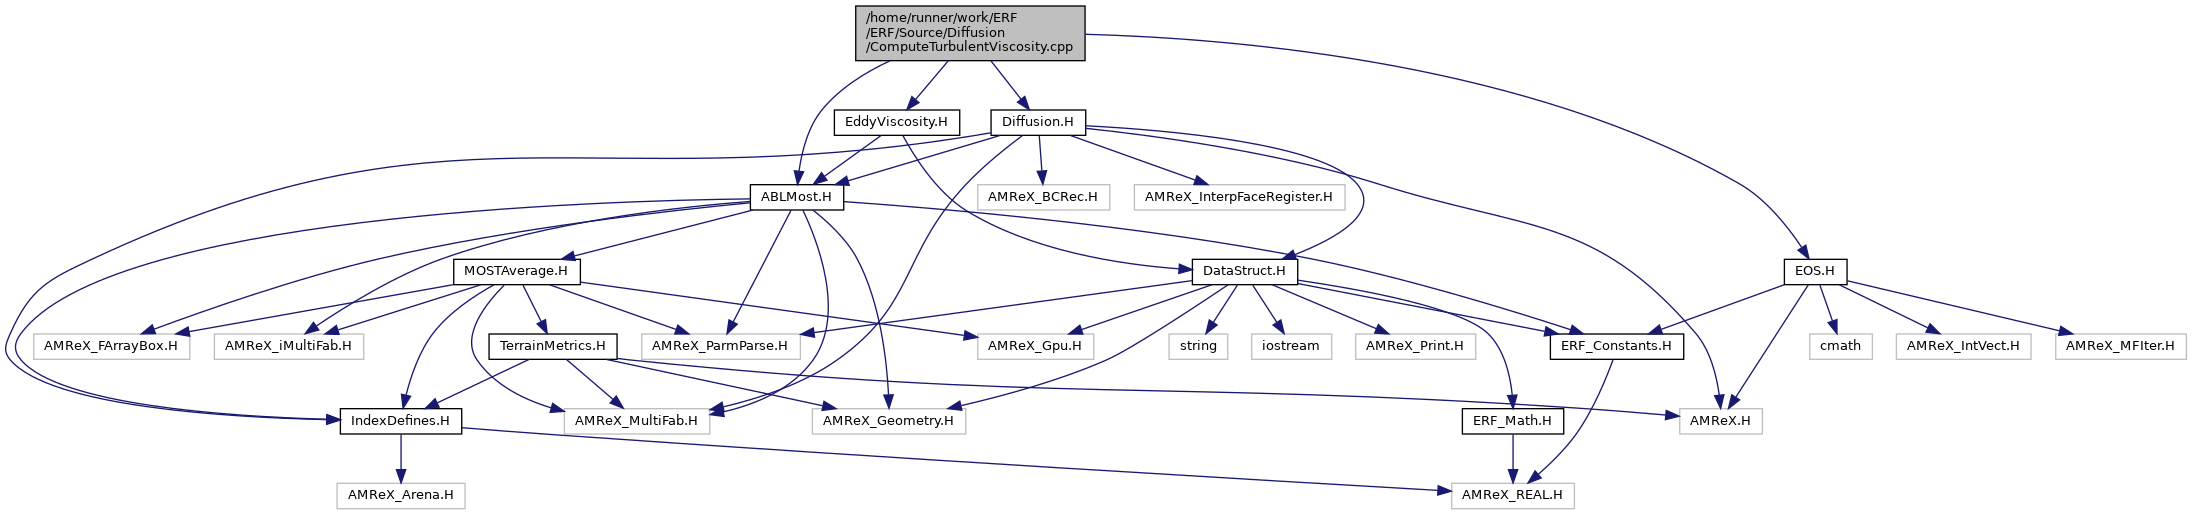 /home/runner/work/ERF
/ERF/Source/Diffusion
/ComputeTurbulentViscosity.cpp
EddyViscosity.H
Diffusion.H
ABLMost.H
AMReX_BCRec.H
AMReX_InterpFaceRegister.H
MOSTAverage.H
DataStruct.H
EOS.H
AMReX_FArrayBox.H
AMReX_iMultiFab.H
TerrainMetrics.H
AMReX_ParmParse.H
AMReX_Gpu.H
string
iostream
AMReX_Print.H
ERF_Constants.H
cmath
AMReX_IntVect.H
AMReX_MFIter.H
IndexDefines.H
AMReX_MultiFab.H
AMReX_Geometry.H
ERF_Math.H
AMReX.H
AMReX_Arena.H
AMReX_REAL.H